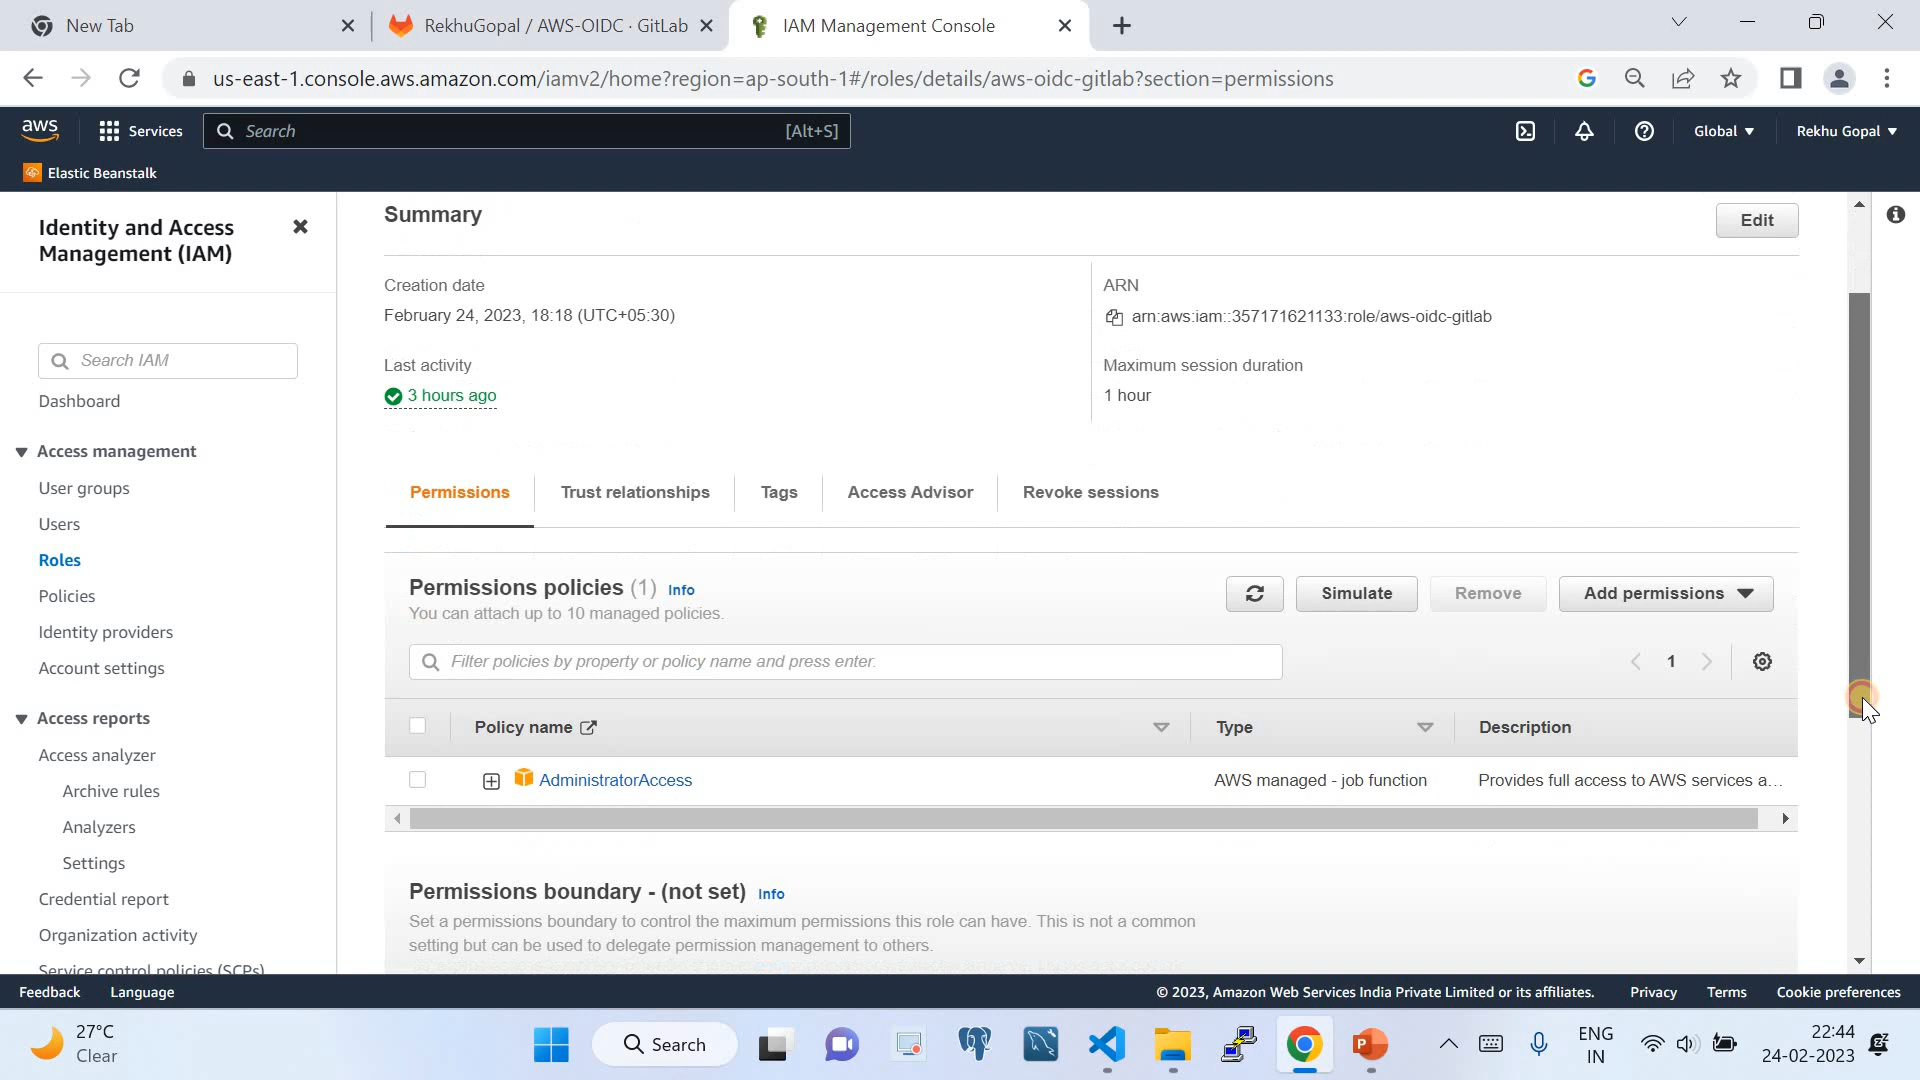 New Tab
RekhuGopal / AWS-OIDC · GitLab
IAM Management Console
us-east-1.console.aws.amazon.com/iamv2/home?region=ap-south-1#/roles/details/aws-oidc-gitlab?section=permissions
aws
Services
Search
[Alt+S]
Global
Rekhu Gopal
Elastic Beanstalk
Identity and Access
Management (IAM)
Search IAM
Dashboard
Access management
User groups
Users
Roles
Policies
Identity providers
Account settings
Access reports
Access analyzer
Archive rules
Analyzers
Settings
Credential report
Organization activity
Service control policies (SCPs)
Summary
Edit
Creation date
February 24, 2023, 18:18 (UTC+05:30)
ARN
arn:aws:iam::357171621133:role/aws-oidc-gitlab
Last activity
3 hours ago
Maximum session duration
1 hour
Permissions
Trust relationships
Tags
Access Advisor
Revoke sessions
Permissions policies (1) Info
You can attach up to 10 managed policies.
Simulate
Remove
Add permissions
Filter policies by property or policy name and press enter.
1
Policy name
Type
Description
AdministratorAccess
AWS managed - job function
Provides full access to AWS services a...
Permissions boundary - (not set) Info
Set a permissions boundary to control the maximum permissions this role can have. This is not a common
setting but can be used to delegate permission management to others.
Feedback
Language
© 2023, Amazon Web Services India Private Limited or its affiliates.
Privacy
Terms
Cookie preferences
27°C
Clear
Search
ENG
IN
22:44
24-02-2023